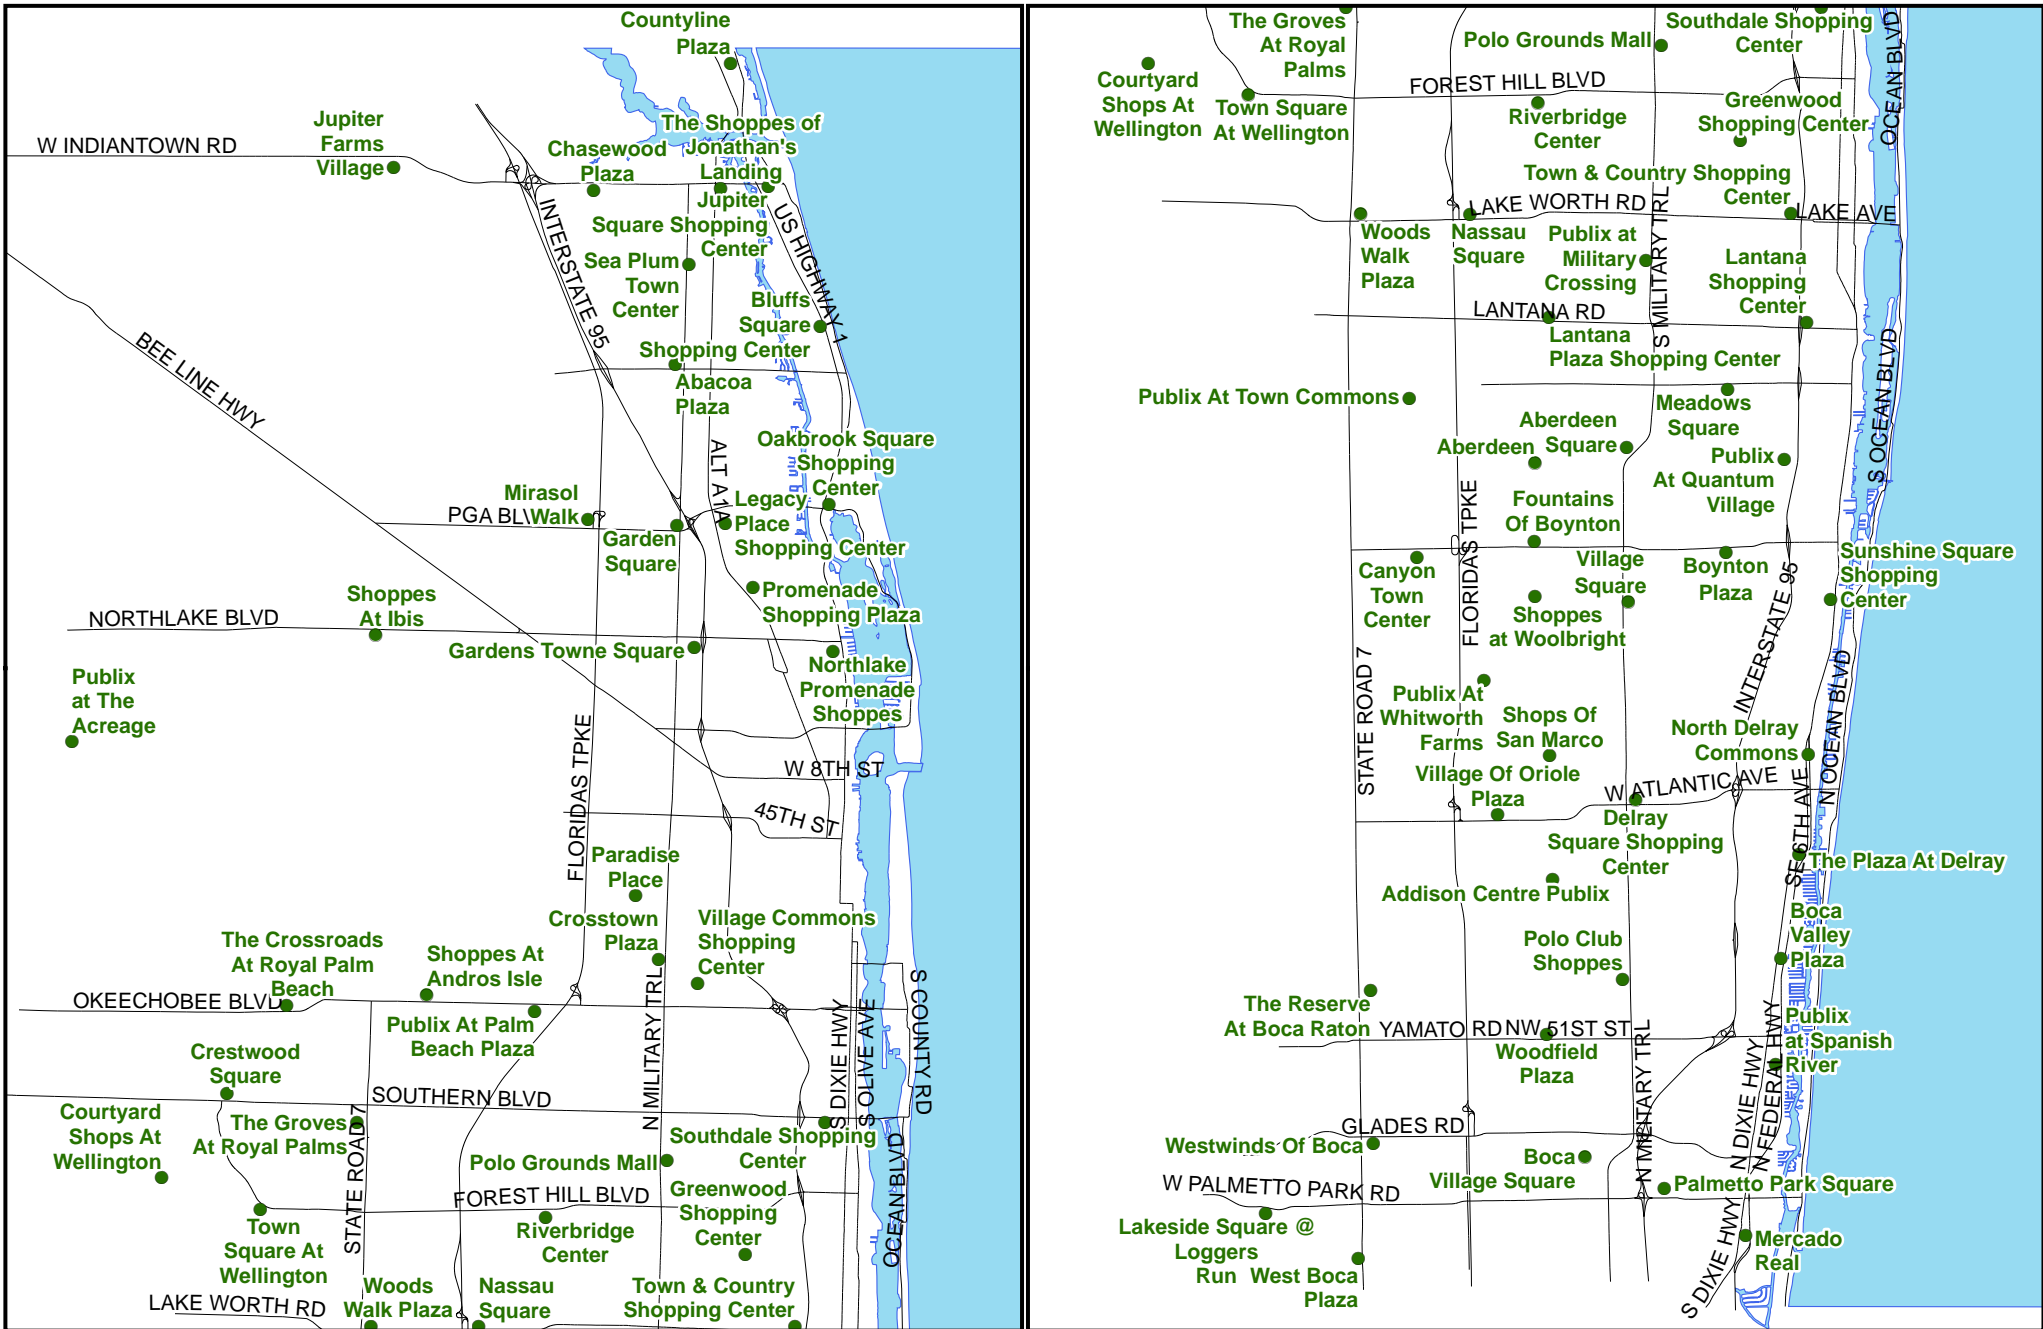 Countyline
Plaza
Jupiter
Farms
Village
W INDIANTOWN RD
Chasewood
Plaza
The Shoppes of
Jonathan's
Landing
Jupiter
Square Shopping
Center
INTERSTATE 95
US HIGHWAY 1
Sea Plum
Town
Center
Bluffs
Square
Shopping Center
Abacoa
Plaza
BEE LINE HWY
ALT A1A
Oakbrook Square
Shopping
Center
Mirasol
Walk
PGA BLV
Legacy
Place
Shopping Center
Garden
Square
Promenade
Shopping Plaza
Shoppes
At Ibis
NORTHLAKE BLVD
Gardens Towne Square
Northlake
Promenade
Shoppes
Publix
at The
Acreage
FLORIDAS TPKE
W 8TH ST
45TH ST
Paradise
Place
Crosstown
Plaza
Village Commons
Shopping
Center
The Crossroads
At Royal Palm
Beach
Shoppes At
Andros Isle
OKEECHOBEE BLVD
Publix At Palm
Beach Plaza
N MILITARY TRL
S DIXIE HWY
S OLIVE AVE
S COUNTY RD
Crestwood
Square
SOUTHERN BLVD
Courtyard
Shops At
Wellington
The Groves
At Royal Palms
STATE ROAD 7
Southdale Shopping
Center
Polo Grounds Mall
FOREST HILL BLVD
Greenwood
Shopping
Center
OCEAN BLVD
Town
Square At
Wellington
Riverbridge
Center
LAKE WORTH RD
Woods
Walk Plaza
Nassau
Square
Town & Country
Shopping Center
The Groves
At Royal
Palms
Polo Grounds Mall
Southdale Shopping
Center
OCEAN BLVD
Courtyard
Shops At
Wellington
Town Square
At Wellington
FOREST HILL BLVD
Riverbridge
Center
Greenwood
Shopping Center
Town & Country Shopping
Center
LAKE WORTH RD
LAKE AVE
S MILITARY TRL
Woods
Walk
Plaza
Nassau
Square
Publix at
Military
Crossing
Lantana
Shopping
Center
LANTANA RD
Lantana
Plaza Shopping Center
S OCEAN BLVD
Publix At Town Commons
Meadows
Square
Aberdeen
Square
Aberdeen
Publix
At Quantum
Village
Fountains
Of Boynton
FLORIDAS TPKE
Canyon
Town
Center
Village
Square
Boynton
Plaza
Sunshine Square
Shopping
Center
Shoppes
at Woolbright
INTERSTATE 95
STATE ROAD 7
N OCEAN BLVD
Publix At
Whitworth
Farms
Shops Of
San Marco
North Delray
Commons
Village Of Oriole
Plaza
W ATLANTIC AVE
Delray
Square Shopping
Center
SE 6TH AVE
The Plaza At Delray
Addison Centre Publix
Boca
Valley
Plaza
Polo Club
Shoppes
The Reserve
At Boca Raton
YAMATO RD
NW 51ST ST
Woodfield
Plaza
N MILITARY TRL
Publix
at Spanish
River
N DIXIE HWY
N FEDERAL HWY
GLADES RD
Westwinds Of Boca
Boca
Village Square
Palmetto Park Square
W PALMETTO PARK RD
Lakeside Square @
Loggers
Run
West Boca
Plaza
Mercado
Real
S DIXIE HWY